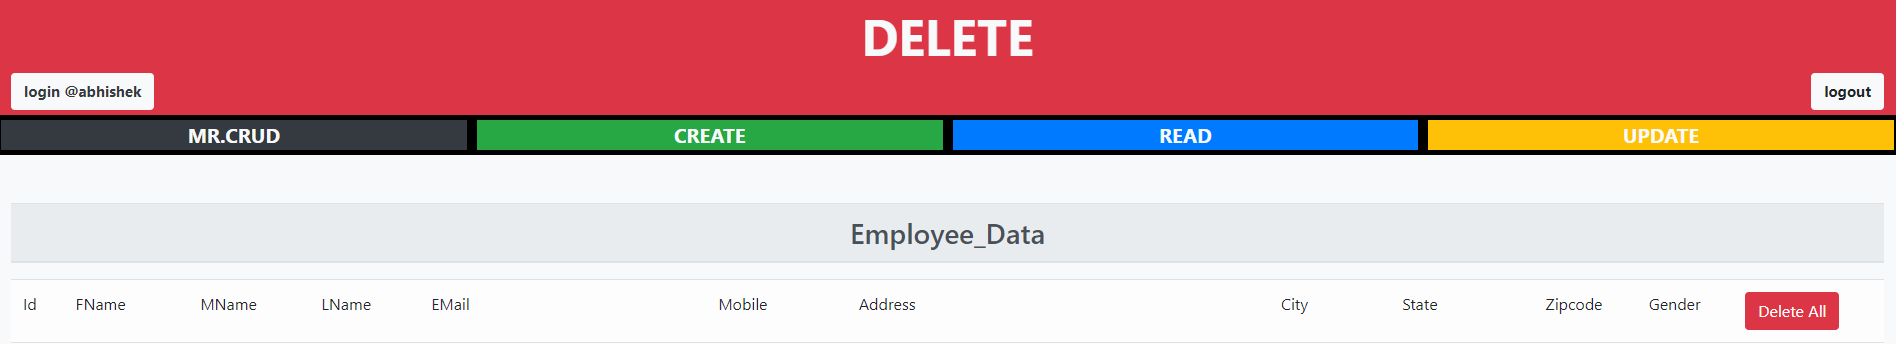 DELETE
login @abhishek logout
MR.CRUD CREATE READ UPDATE
Employee_Data
Id FName MName LName EMail Mobile Address City State Zipcode Gender Delete All